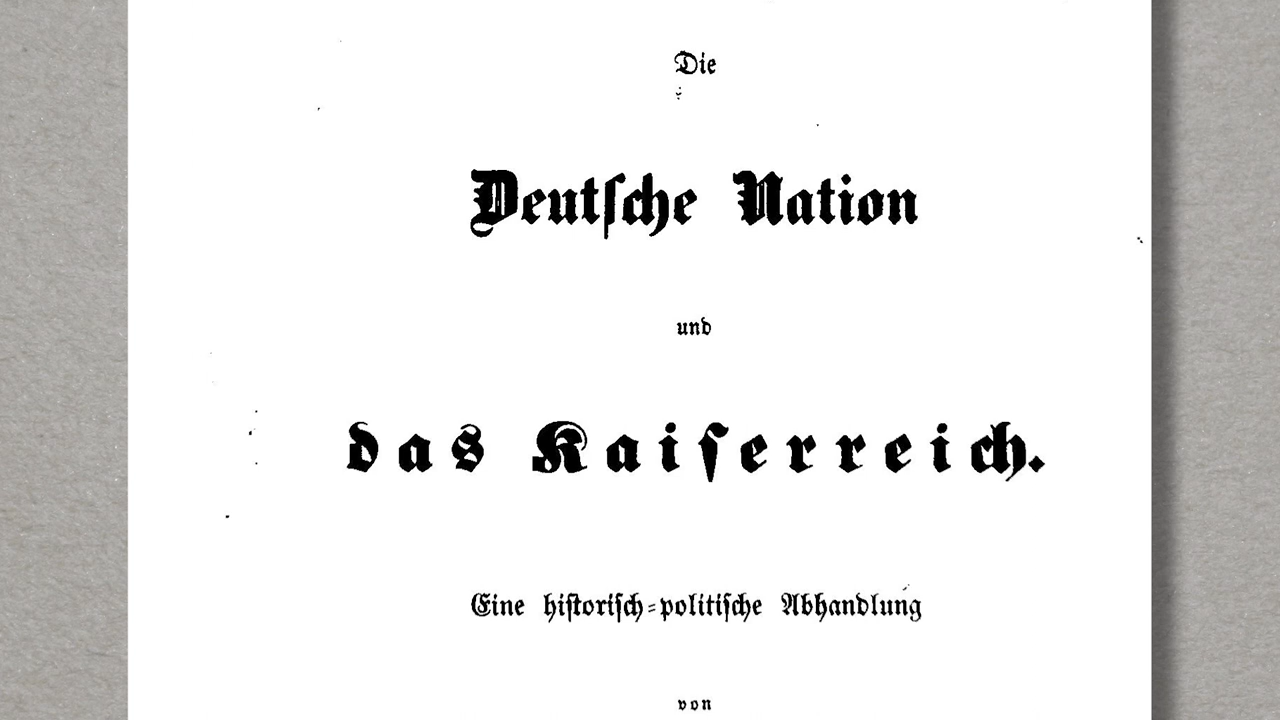 Die
Deutſche Nation
und
das Kaiſerreich.
Eine hiſtoriſch-politiſche Abhandlung
von